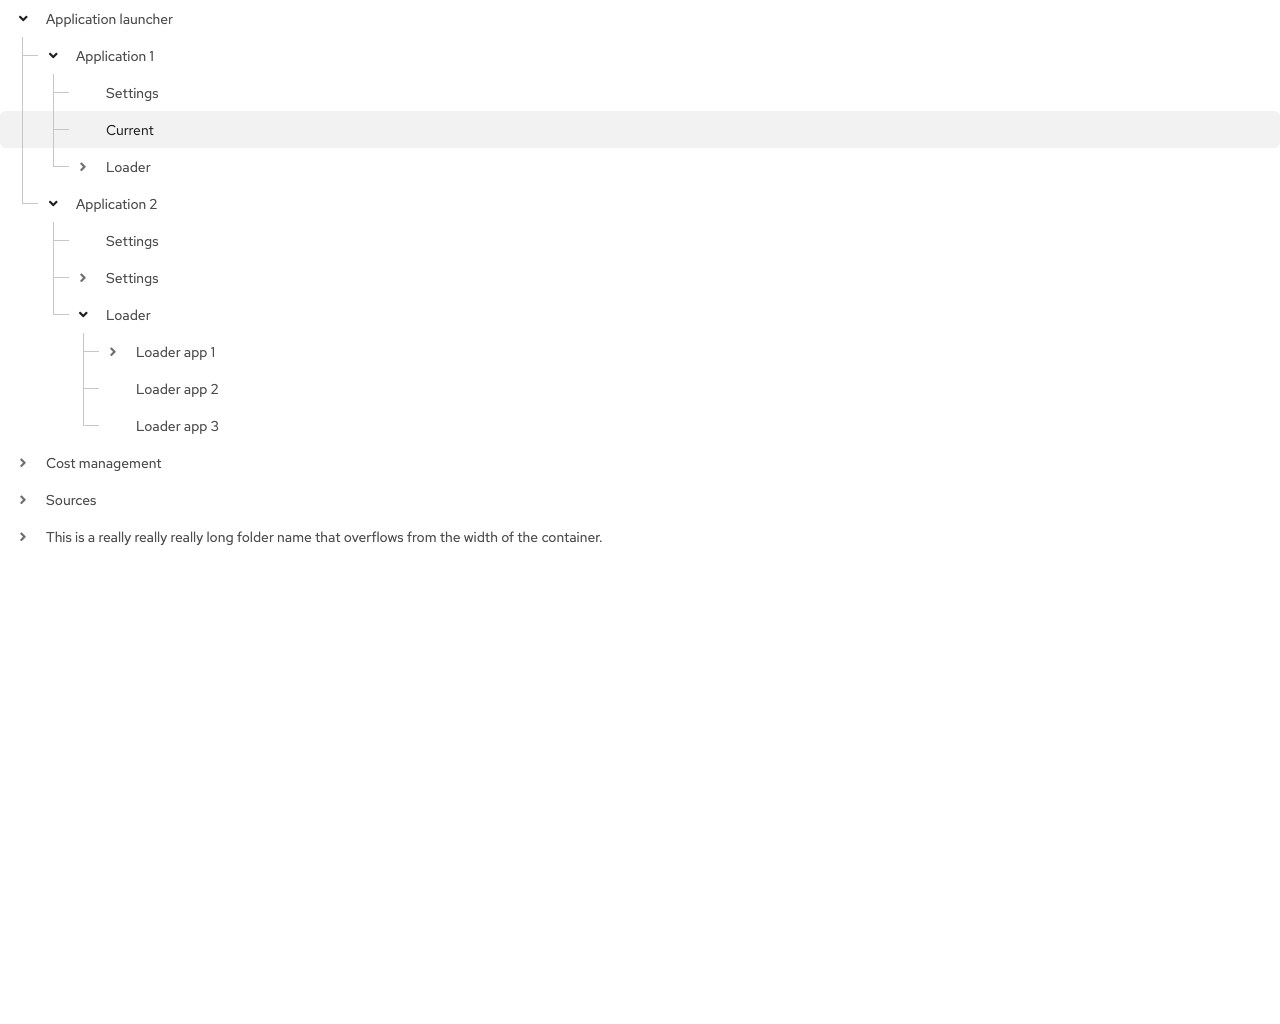 Application launcher
Application 1
Settings
Current
Loader
Application 2
Settings
Settings
Loader
Loader app 1
Loader app 2
Loader app 3
Cost management
Sources
This is a really really really long folder name that overflows from the width of the container.